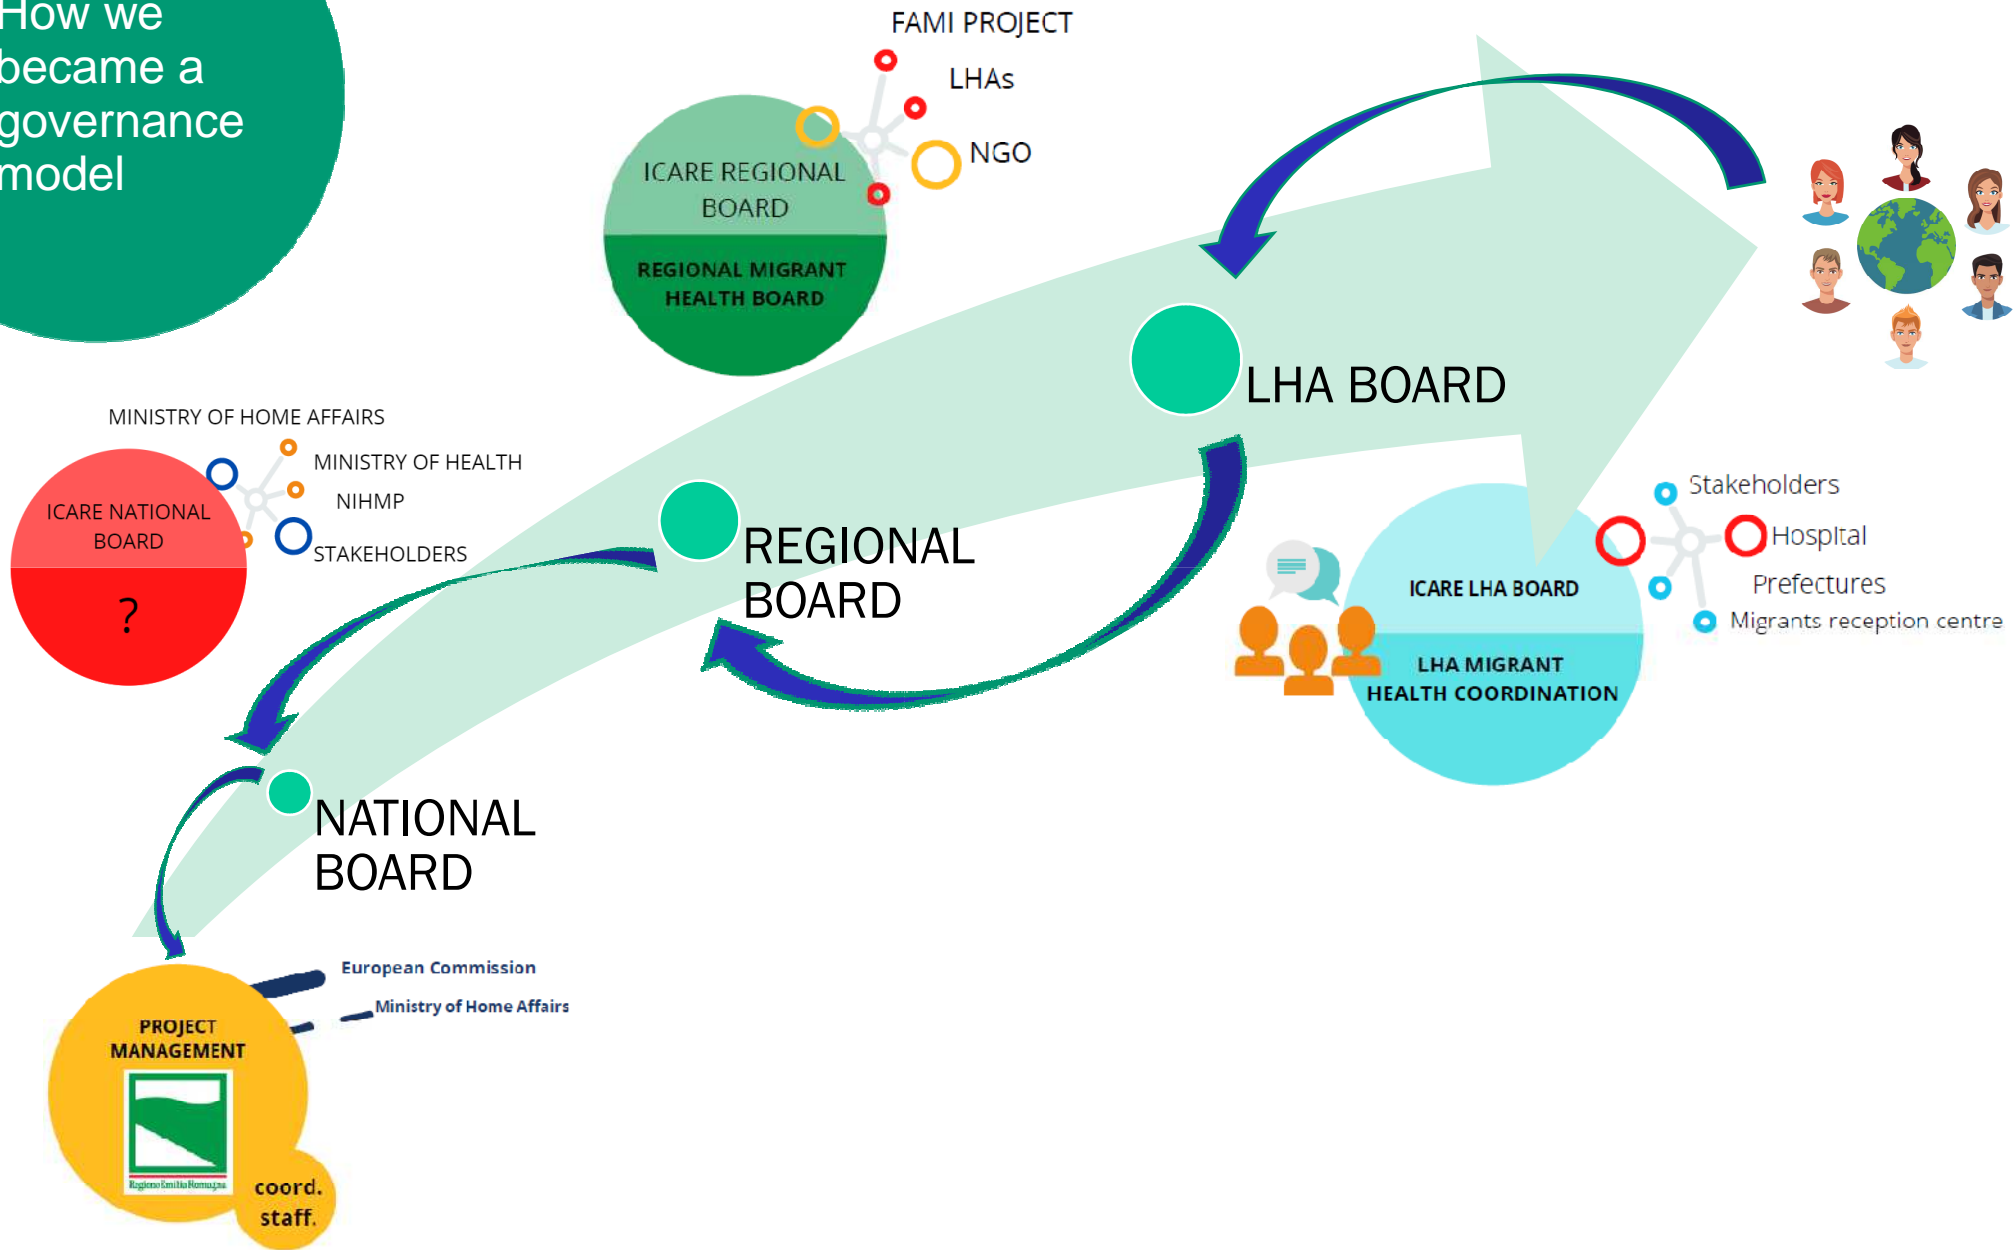 How we
became a
governance
model
FAMI PROJECT
LHAs
NGO
ICARE REGIONAL
BOARD
REGIONAL MIGRANT
HEALTH BOARD
LHA BOARD
MINISTRY OF HOME AFFAIRS
MINISTRY OF HEALTH
NIHMP
STAKEHOLDERS
ICARE NATIONAL
BOARD
?
REGIONAL
BOARD
Stakeholders
Hospital
Prefectures
Migrants reception centre
ICARE LHA BOARD
LHA MIGRANT
HEALTH COORDINATION
NATIONAL
BOARD
European Commission
Ministry of Home Affairs
PROJECT
MANAGEMENT
Regione Emilia Romagna
coord.
staff.